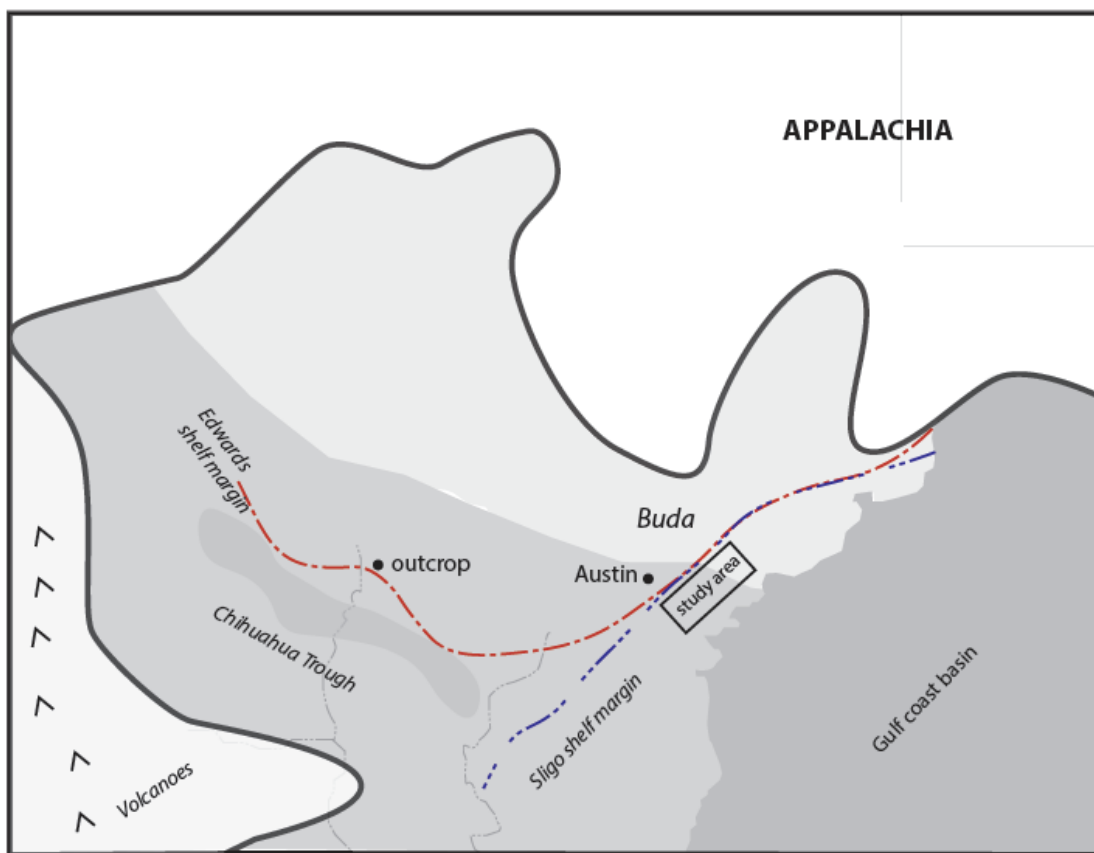 APPALACHIA
Edwards
shelf margin
Buda
outcrop
Austin
study area
Chihuahua Trough
Sligo shelf margin
Gulf coast basin
Volcanoes